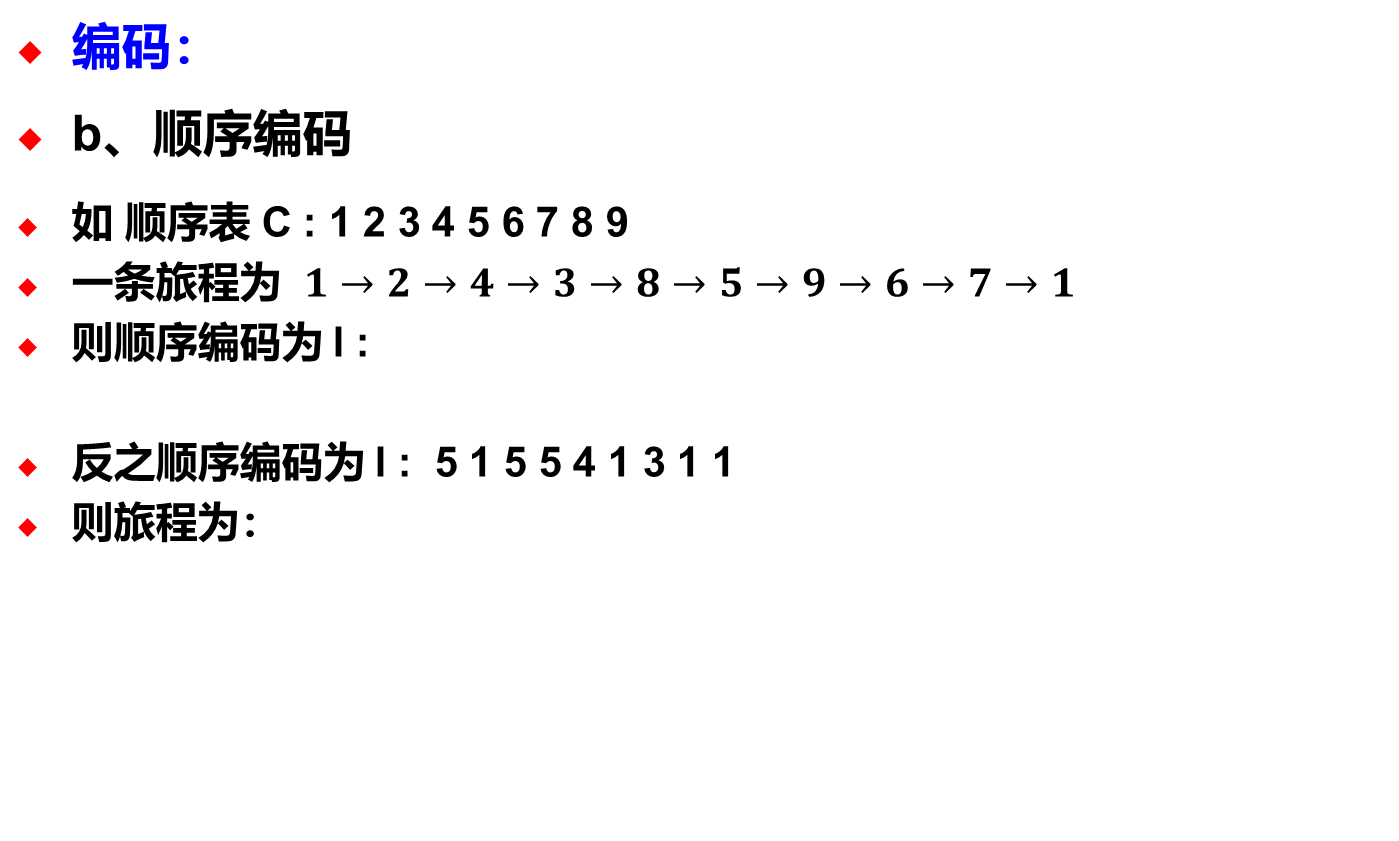 编码：
b、顺序编码
如 顺序表 C : 1 2 3 4 5 6 7 8 9
一条旅程为 1 → 2 → 4 → 3 → 8 → 5 → 9 → 6 → 7 → 1
则顺序编码为 l :
反之顺序编码为 l : 5 1 5 5 4 1 3 1 1
则旅程为：